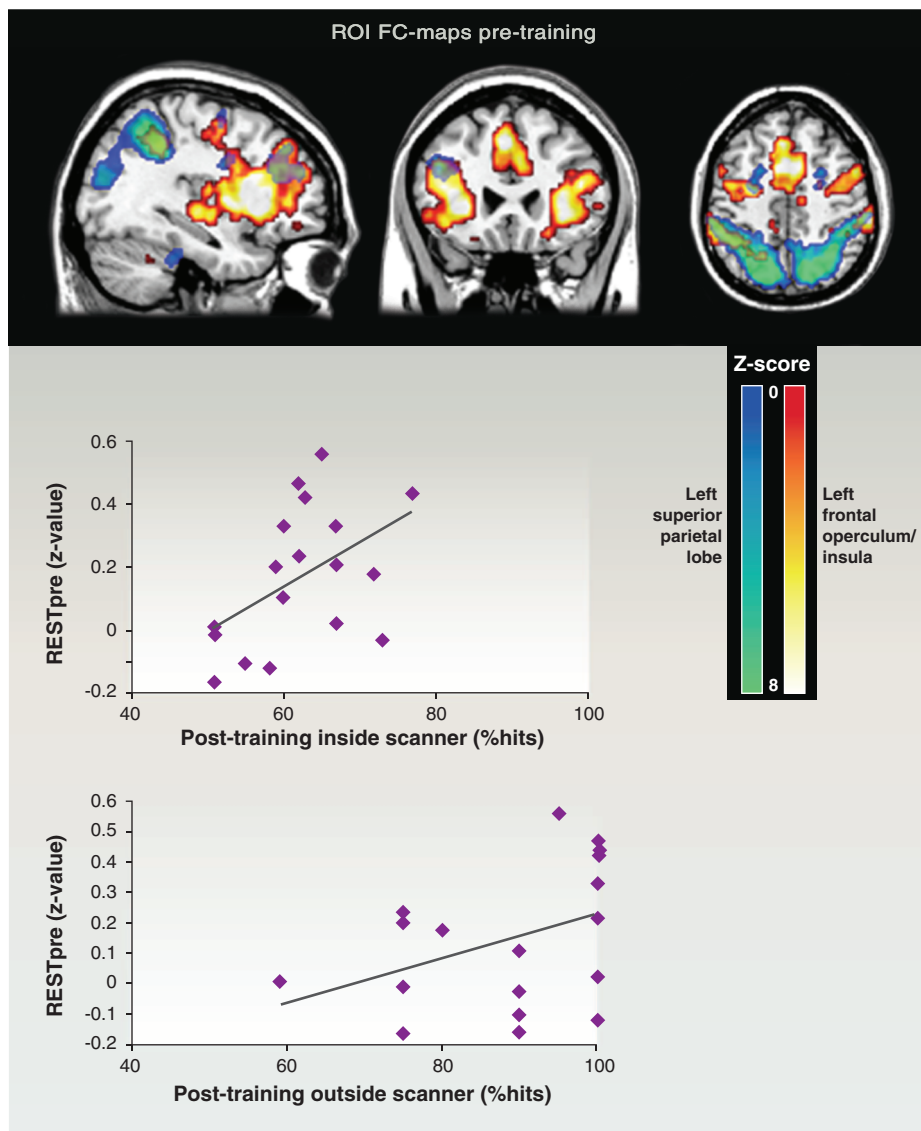 ROI FC-maps pre-training
Z-score
0
8
Left
superior
parietal
lobe
Left
frontal
operculum/
insula
RESTpre (z-value)
0.6
0.4
0.2
0
-0.2
40
60
80
100
Post-training inside scanner (%hits)
RESTpre (z-value)
0.6
0.5
0.4
0.3
0.2
0.1
0
-0.1
-0.2
40
60
80
100
Post-training outside scanner (%hits)